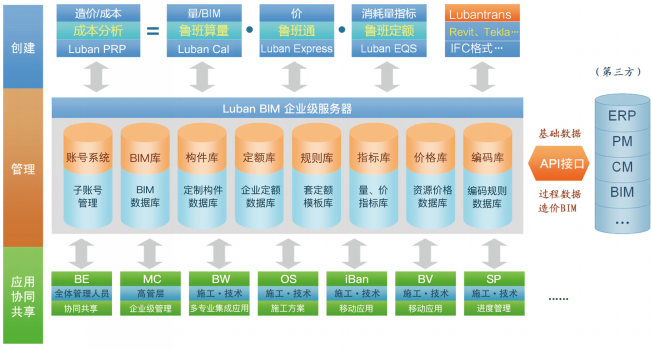 创建
造价/成本
成本分析
Luban PRP
=
量/BIM
鲁班算量
Luban Cal
•
价
鲁班通
Luban Express
•
消耗量指标
鲁班定额
Luban EQS
Lubantrans
Revit、Tekla…
IFC格式…
管理
Luban BIM 企业级服务器
账号系统
子账号
管理
BIM库
BIM
数据库
构件库
定制构件
数据库
定额库
企业定额
数据库
规则库
套定额
模板库
指标库
量、价
指标库
价格库
资源价格
数据库
编码库
编码规则
数据库
基础数据
API接口
过程数据
造价BIM
(第三方)
ERP
PM
CM
BIM
...
应用
协同
共享
BE
全体管理人员
协同共享
MC
高管层
企业级管理
BW
施工・技术
多专业集成应用
OS
施工・技术
施工方案
iBan
施工・技术
移动应用
BV
施工・技术
移动应用
SP
施工・技术
进度管理
......